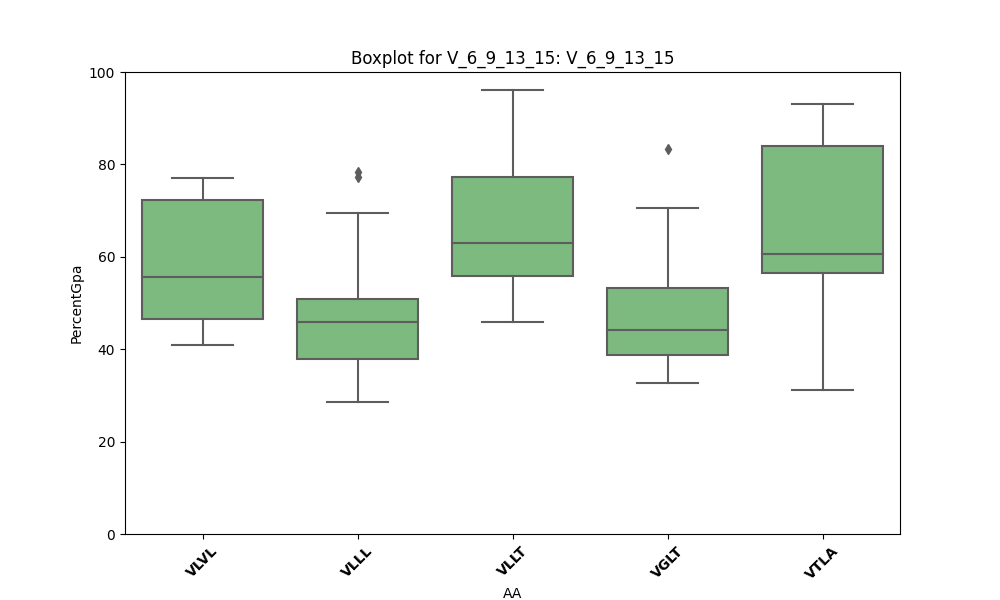 Boxplot for V_6_9_13_15: V_6_9_13_15
100
80
60
40
20
0
PercentGpa
VLVL
VLLL
VLLT
VGLT
VTLA
AA